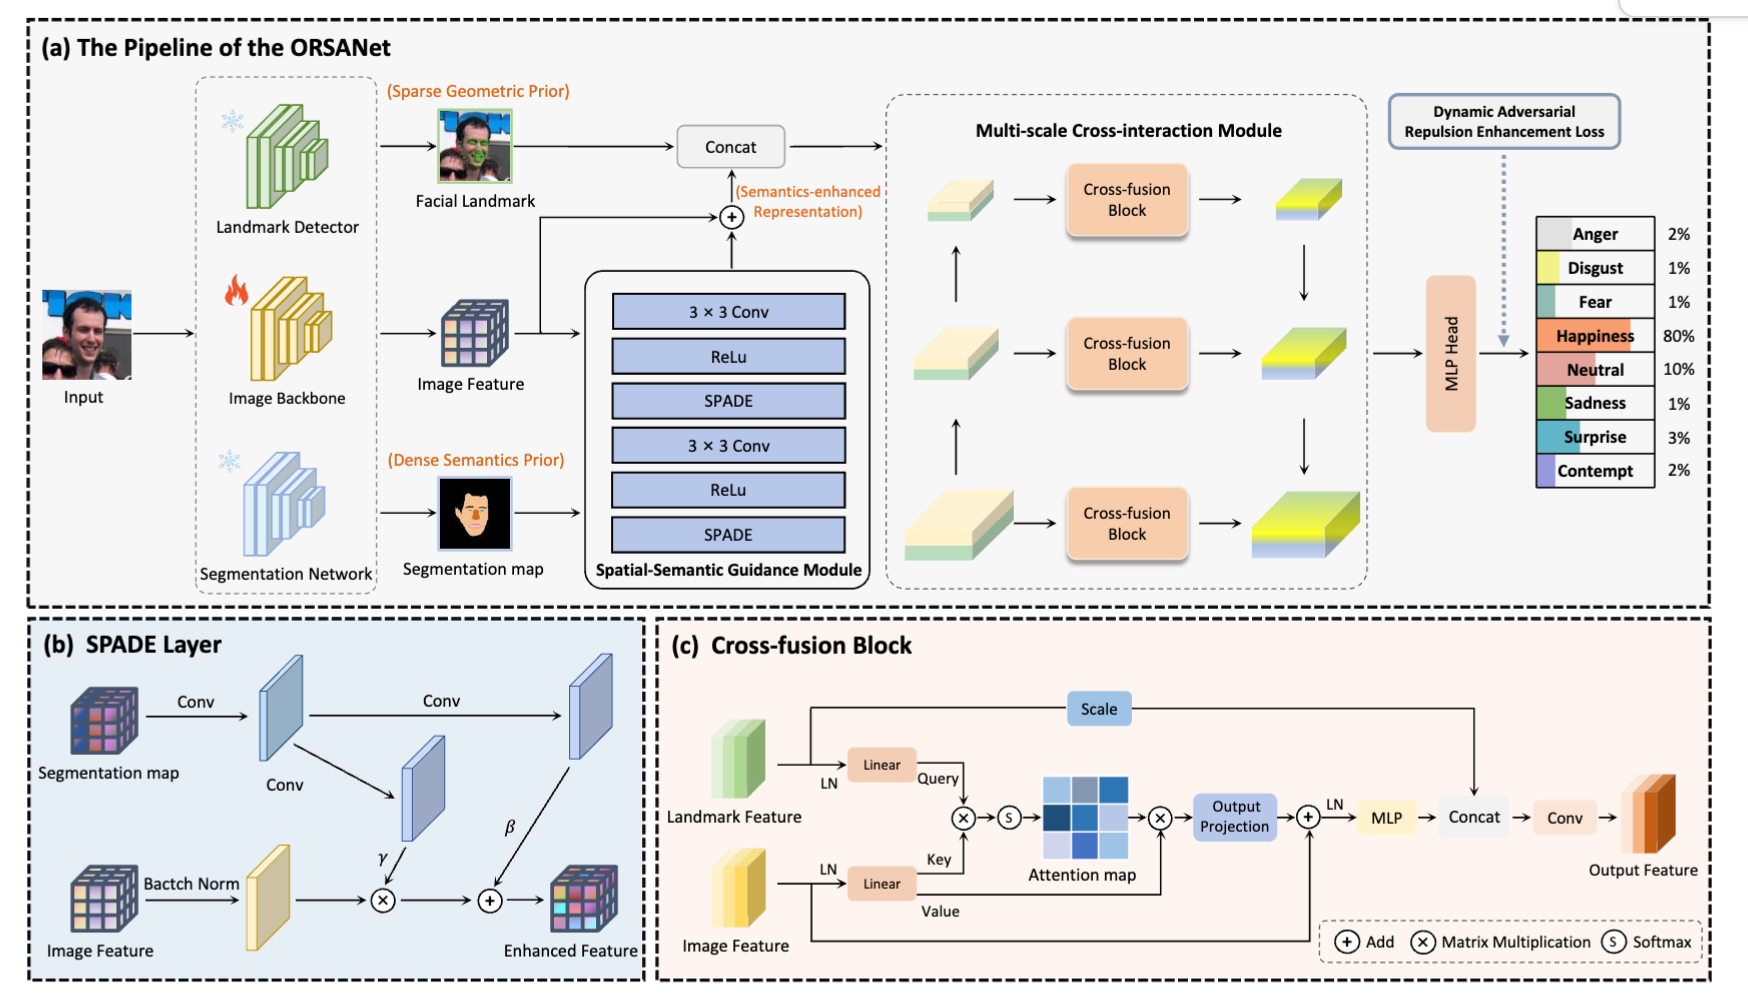 (a) The Pipeline of the ORSANet
(Sparse Geometric Prior)
Landmark Detector
Facial Landmark
Concat
(Semantics-enhanced
Representation)
+
Input
Image Backbone
Image Feature
(Dense Semantics Prior)
Segmentation Network
Segmentation map
3 × 3 Conv
ReLu
SPADE
3 × 3 Conv
ReLu
SPADE
Spatial-Semantic Guidance Module
Multi-scale Cross-interaction Module
Cross-fusion
Block
Cross-fusion
Block
Cross-fusion
Block
Dynamic Adversarial
Repulsion Enhancement Loss
MLP Head
Anger 2%
Disgust 1%
Fear 1%
Happiness 80%
Neutral 10%
Sadness 1%
Surprise 3%
Contempt 2%
(b) SPADE Layer
Segmentation map
Conv
Conv
Conv
β
γ
Image Feature
Bactch Norm
×
+
Enhanced Feature
(c) Cross-fusion Block
Scale
Landmark Feature
LN
Linear
Query
×
S
Attention map
×
Output
Projection
+
LN
MLP
Concat
Conv
Output Feature
Image Feature
LN
Linear
Key
Value
+ Add × Matrix Multiplication S Softmax